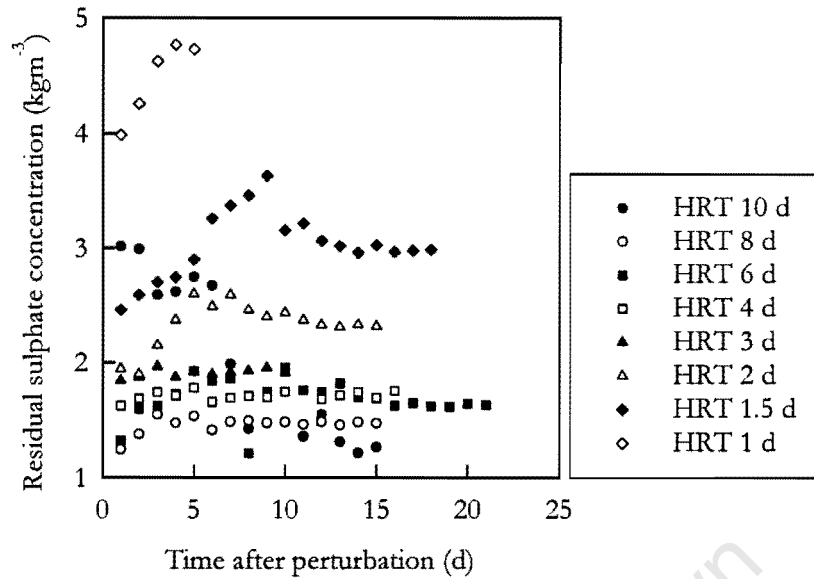 Residual sulphate concentration (kgm⁻³)
5
4
3
2
1
0
5
10
15
20
25
Time after perturbation (d)
HRT 10 d
HRT 8 d
HRT 6 d
HRT 4 d
HRT 3 d
HRT 2 d
HRT 1.5 d
HRT 1 d